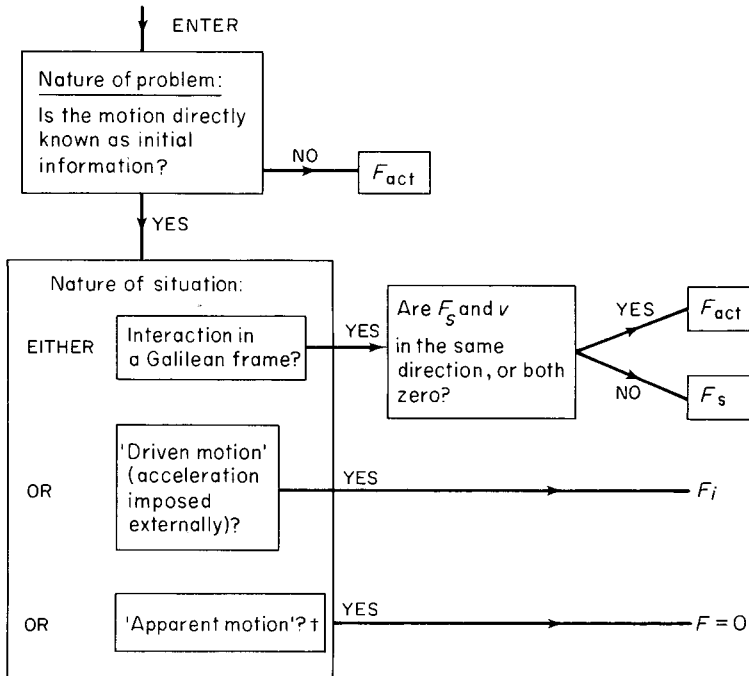 ENTER
Nature of problem:
Is the motion directly
known as initial
information?
NO
F_act
YES
Nature of situation:
EITHER
Interaction in
a Galilean frame?
YES
Are F_s and v
in the same
direction, or both
zero?
YES
F_act
NO
F_s
OR
'Driven motion'
(acceleration
imposed
externally)?
YES
F_i
OR
'Apparent motion'?†
YES
F = 0